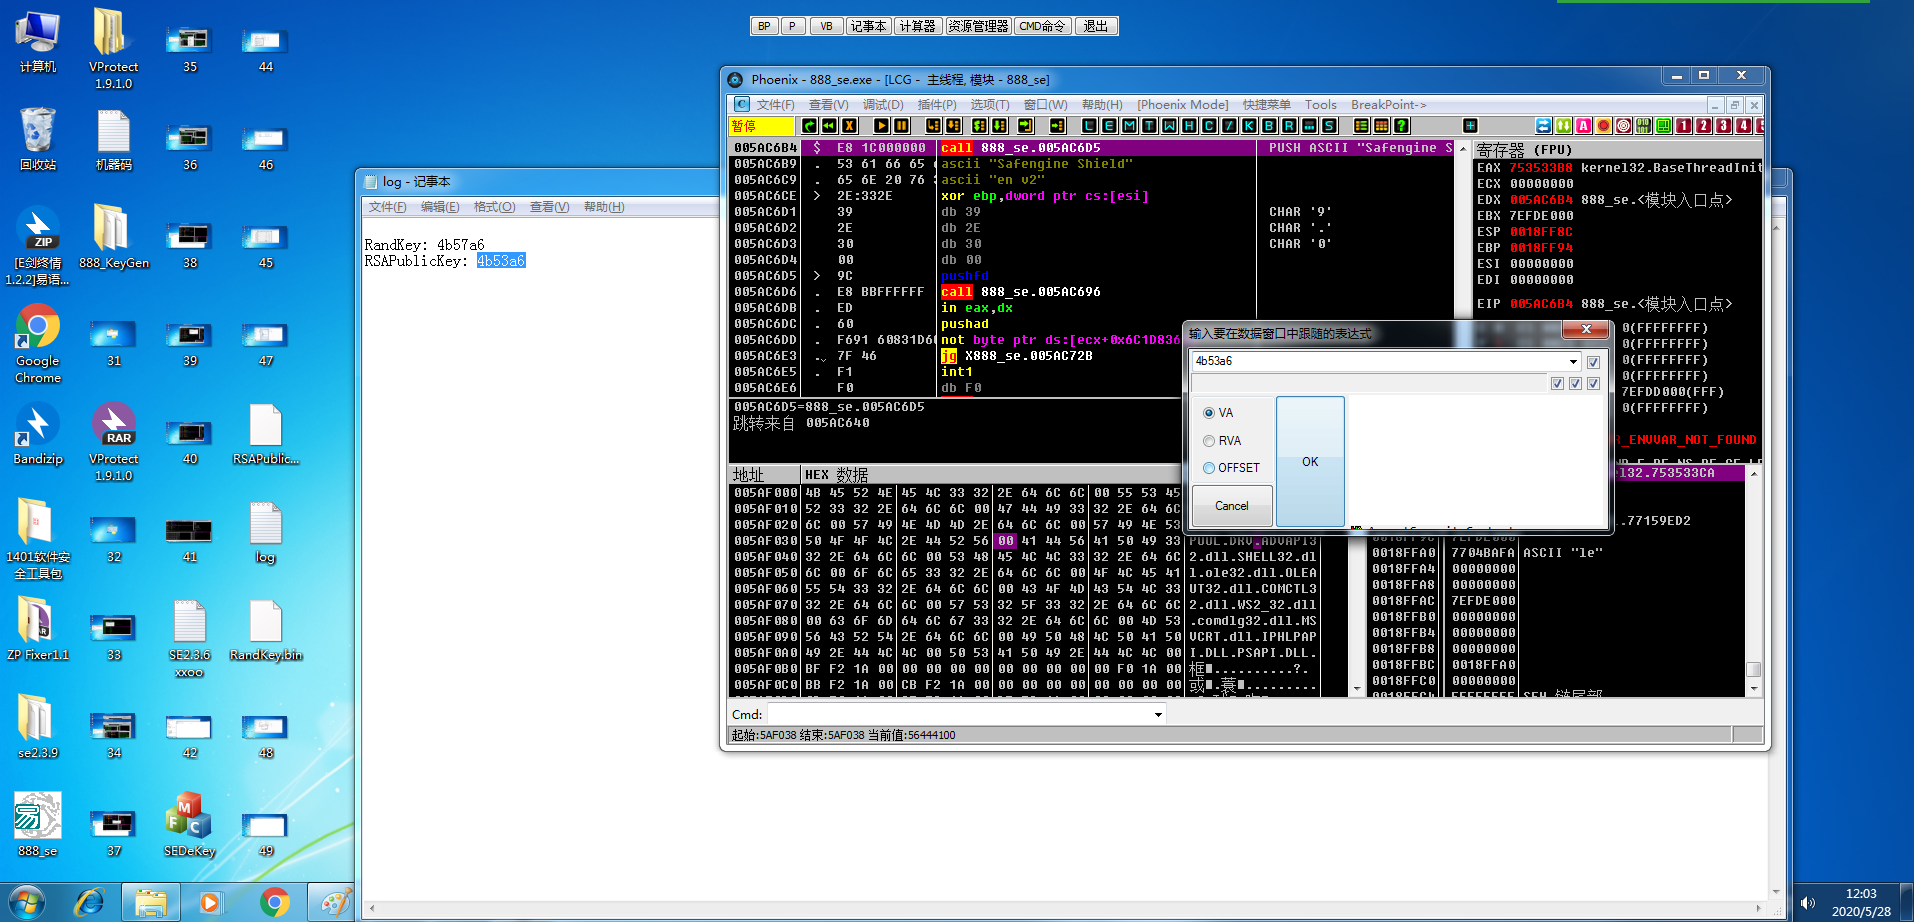 BP P VB 记事本 计算器 资源管理器 CMD命令 退出
计算机
VProtect
1.9.1.0
35
44
回收站
机器码
36
46
[E剑终情
1.2.2]易语...
888_KeyGen
38
45
Google
Chrome
31
39
47
Bandizip
VProtect
1.9.1.0
40
RSAPublic...
1401软件安
全工具包
32
41
log
ZP Fixer1.1
33
SE2.3.6
xxoo
RandKey.bin
se2.3.9
34
42
48
888_se
37
SEDeKey
49
log - 记事本
文件(F) 编辑(E) 格式(O) 查看(V) 帮助(H)
RandKey: 4b57a6
RSAPublicKey: 4b53a6
Phoenix - 888_se.exe - [LCG - 主线程, 模块 - 888_se]
文件(F) 查看(V) 调试(D) 插件(P) 选项(T) 窗口(W) 帮助(H) [Phoenix Mode] 快捷菜单 Tools BreakPoint->
暂停 L E M T W H C / K B R ... S
005AC6B4 $ E8 1C000000 call 888_se.005AC6D5 PUSH ASCII "Safengine S
005AC6B9 . 53 61 66 65 ascii "Safengine Shield"
005AC6C9 . 65 6E 20 76 ascii "en v2"
005AC6CE > 2E:332E xor ebp,dword ptr cs:[esi]
005AC6D1 39 db 39 CHAR '9'
005AC6D2 2E db 2E CHAR '.'
005AC6D3 30 db 30 CHAR '0'
005AC6D4 00 db 00
005AC6D5 > 9C pushfd
005AC6D6 . E8 BBFFFFFF call 888_se.005AC696
005AC6DB . ED in eax,dx
005AC6DC . 60 pushad
005AC6DD . F691 60831D6 not byte ptr ds:[ecx+0x6C1D836
005AC6E3 . 7F 46 jg X888_se.005AC72B
005AC6E5 . F1 int1
005AC6E6 F0 db F0
005AC6D5=888_se.005AC6D5
跳转来自 005AC640
寄存器 (FPU)
EAX 753533B8 kernel32.BaseThreadInit
ECX 00000000
EDX 005AC6B4 888_se.<模块入口点>
EBX 7EFDE000
ESP 0018FF8C
EBP 0018FF94
ESI 00000000
EDI 00000000
EIP 005AC6B4 888_se.<模块入口点>
0(FFFFFFFF)
0(FFFFFFFF)
0(FFFFFFFF)
0(FFFFFFFF)
7EFDD000(FFF)
0(FFFFFFFF)
R_ENVVAR_NOT_FOUND
输入要在数据窗口中跟随的表达式
4b53a6
VA
RVA
OFFSET
OK
Cancel
地址 HEX 数据
005AF000 4B 45 52 4E 45 4C 33 32 2E 64 6C 6C 00 55 53 45
005AF010 52 33 32 2E 64 6C 6C 00 47 44 49 33 32 2E 64 6C
005AF020 6C 00 57 49 4E 4D 4D 2E 64 6C 6C 00 57 49 4E 53
005AF030 50 4F 4F 4C 2E 44 52 56 00 41 44 56 41 50 49 33 POOL.DRV.ADVAPI3
005AF040 32 2E 64 6C 6C 00 53 48 45 4C 4C 33 32 2E 64 6C 2.dll.SHELL32.dl
005AF050 6C 00 6F 6C 65 33 32 2E 64 6C 6C 00 4F 4C 45 41 l.ole32.dll.OLEA
005AF060 55 54 33 32 2E 64 6C 6C 00 43 4F 4D 43 54 4C 33 UT32.dll.COMCTL3
005AF070 32 2E 64 6C 6C 00 57 53 32 5F 33 32 2E 64 6C 6C 2.dll.WS2_32.dll
005AF080 00 63 6F 6D 64 6C 67 33 32 2E 64 6C 6C 00 4D 53 .comdlg32.dll.MS
005AF090 56 43 52 54 2E 64 6C 6C 00 49 50 48 4C 50 41 50 VCRT.dll.IPHLPAP
005AF0A0 49 2E 44 4C 4C 00 50 53 41 50 49 2E 44 4C 4C 00 I.DLL.PSAPI.DLL.
005AF0B0 BF F2 1A 00 00 00 00 00 00 00 00 00 00 F0 1A 00 框■..........?.
005AF0C0 BB F2 1A 00 CB F2 1A 00 00 00 00 00 00 00 00 00
l32.753533CA
.77159ED2
0018FF9C 7EFDE000
0018FFA0 7704BAFA ASCII "le"
0018FFA4 00000000
0018FFA8 00000000
0018FFAC 7EFDE000
0018FFB0 00000000
0018FFB4 00000000
0018FFB8 00000000
0018FFBC 0018FFA0
0018FFC0 00000000
0018FFC4 FFFFFFFF SEH 链尾部
Cmd:
起始:5AF038 结束:5AF038 当前值:56444100
12:03
2020/5/28